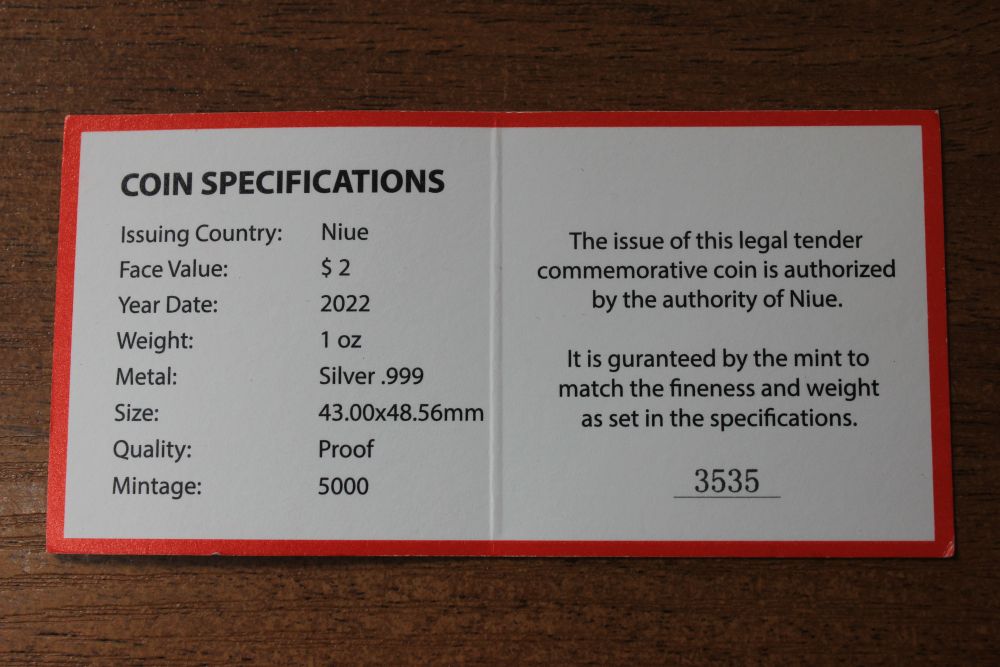 COIN SPECIFICATIONS
Issuing Country: Niue
Face Value: $ 2
Year Date: 2022
Weight: 1 oz
Metal: Silver .999
Size: 43.00x48.56mm
Quality: Proof
Mintage: 5000
The issue of this legal tender
commemorative coin is authorized
by the authority of Niue.
It is guranteed by the mint to
match the fineness and weight
as set in the specifications.
3535